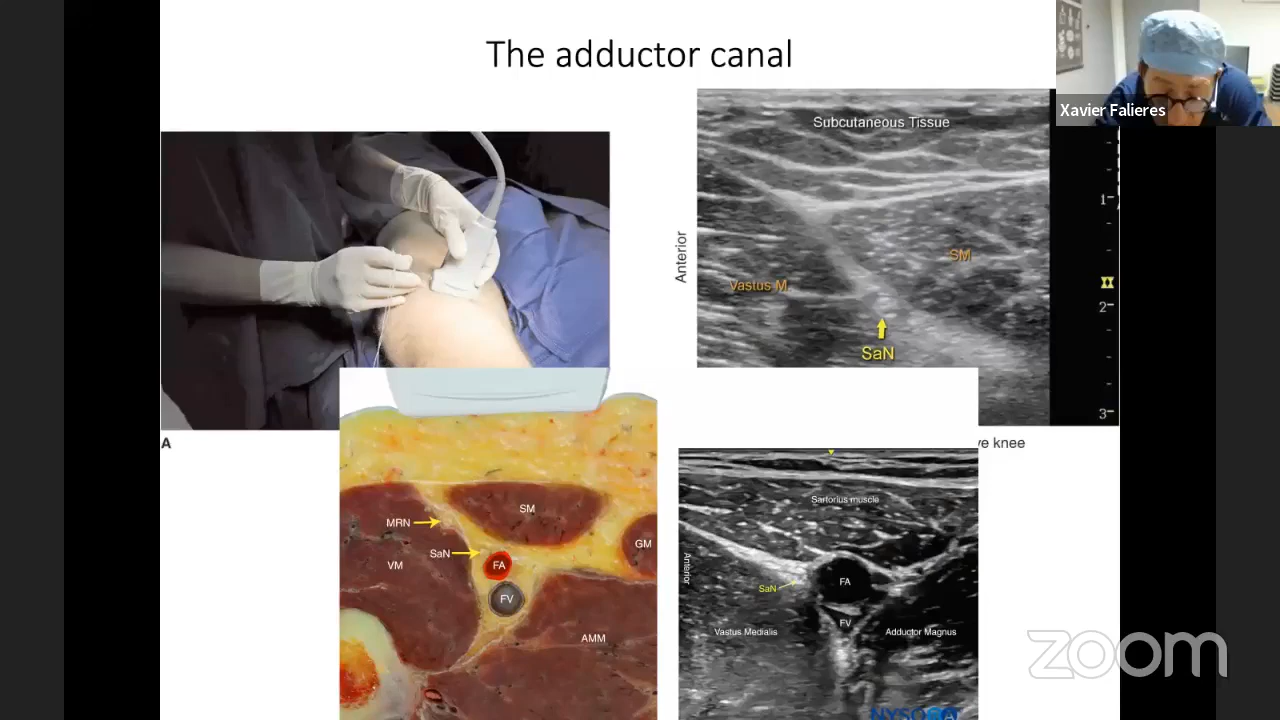 The adductor canal
Xavier Falieres
Subcutaneous Tissue
Anterior
SM
Vastus M.
SaN
1
2
3
A
ve knee
MRN
SM
SaN
FA
GM
VM
FV
AMM
Sartorius muscle
Anterior
FA
SaN
FV
Vastus Medialis
Adductor Magnus
zoom